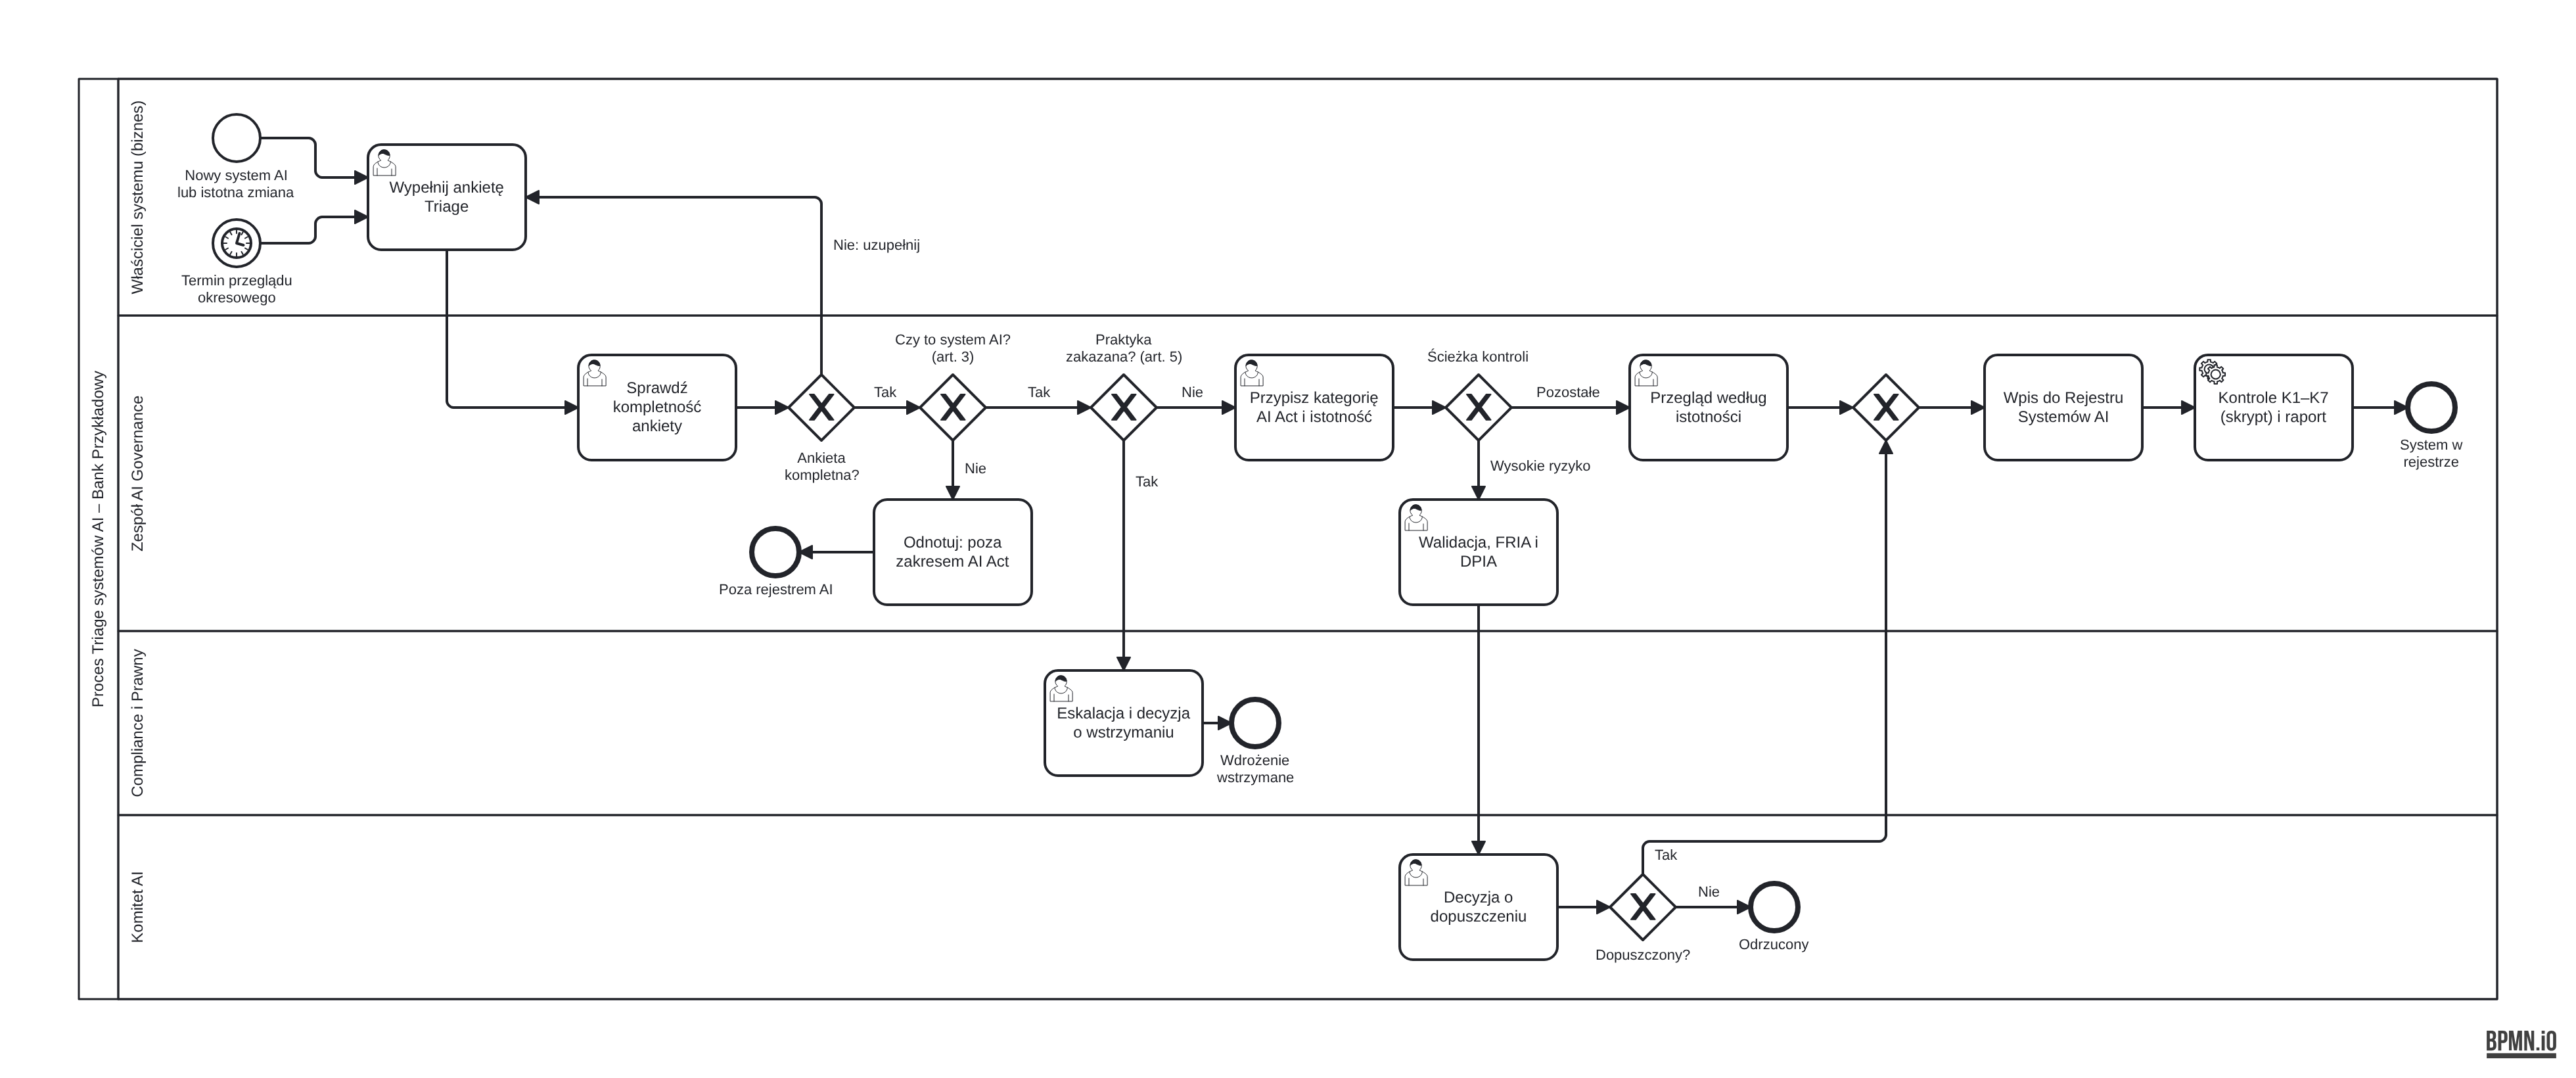 Proces Triage systemów AI – Bank Przykładowy
Właściciel systemu (biznes)
Nowy system AI
lub istotna zmiana
Termin przeglądu
okresowego
Wypełnij ankietę
Triage
Nie: uzupełnij
Zespół AI Governance
Sprawdź
kompletność
ankiety
Ankieta
kompletna?
Tak
Czy to system AI?
(art. 3)
Nie
Odnotuj: poza
zakresem AI Act
Poza rejestrem AI
Tak
Praktyka
zakazana? (art. 5)
Tak
Nie
Przypisz kategorię
AI Act i istotność
Ścieżka kontroli
Pozostałe
Wysokie ryzyko
Walidacja, FRIA i
DPIA
Przegląd według
istotności
Wpis do Rejestru
Systemów AI
Kontrole K1–K7
(skrypt) i raport
System w
rejestrze
Compliance i Prawny
Eskalacja i decyzja
o wstrzymaniu
Wdrożenie
wstrzymane
Komitet AI
Decyzja o
dopuszczeniu
Dopuszczony?
Tak
Nie
Odrzucony
BPMN.iO